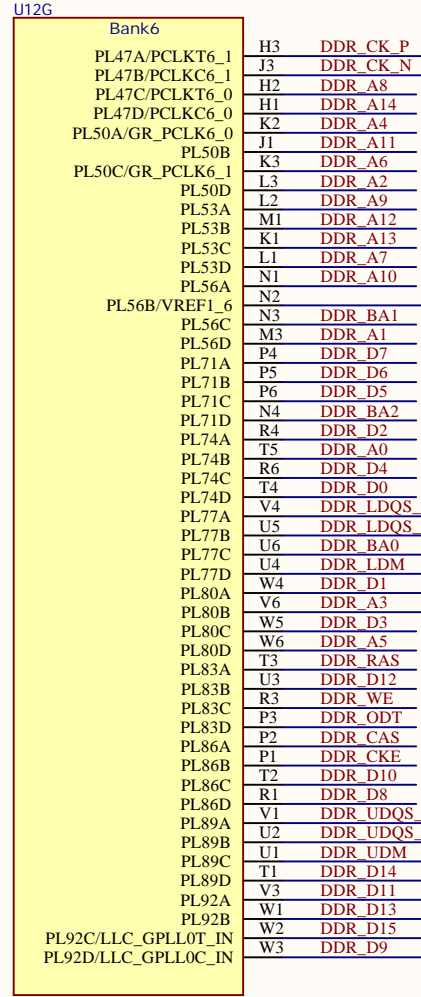 U12G
Bank6
PL47A/PCLKT6_1 H3 DDR_CK_P
PL47B/PCLKC6_1 J3 DDR_CK_N
PL47C/PCLKT6_0 H2 DDR_A8
PL47D/PCLKC6_0 H1 DDR_A14
PL50A/GR_PCLK6_0 K2 DDR_A4
PL50B J1 DDR_A11
PL50C/GR_PCLK6_1 K3 DDR_A6
PL50D L3 DDR_A2
PL53A L2 DDR_A9
PL53B M1 DDR_A12
PL53C K1 DDR_A13
PL53D L1 DDR_A7
PL56A N1 DDR_A10
PL56B/VREF1_6 N2
PL56C N3 DDR_BA1
PL56D M3 DDR_A1
PL71A P4 DDR_D7
PL71B P5 DDR_D6
PL71C P6 DDR_D5
PL71D N4 DDR_BA2
PL74A R4 DDR_D2
PL74B T5 DDR_A0
PL74C R6 DDR_D4
PL74D T4 DDR_D0
PL77A V4 DDR_LDQS_
PL77B U5 DDR_LDQS_
PL77C U6 DDR_BA0
PL77D U4 DDR_LDM
PL80A W4 DDR_D1
PL80B V6 DDR_A3
PL80C W5 DDR_D3
PL80D W6 DDR_A5
PL83A T3 DDR_RAS
PL83B U3 DDR_D12
PL83C R3 DDR_WE
PL83D P3 DDR_ODT
PL86A P2 DDR_CAS
PL86B P1 DDR_CKE
PL86C T2 DDR_D10
PL86D R1 DDR_D8
PL89A V1 DDR_UDQS_
PL89B U2 DDR_UDQS_
PL89C U1 DDR_UDM
PL89D T1 DDR_D14
PL92A V3 DDR_D11
PL92B W1 DDR_D13
PL92C/LLC_GPLL0T_IN W2 DDR_D15
PL92D/LLC_GPLL0C_IN W3 DDR_D9